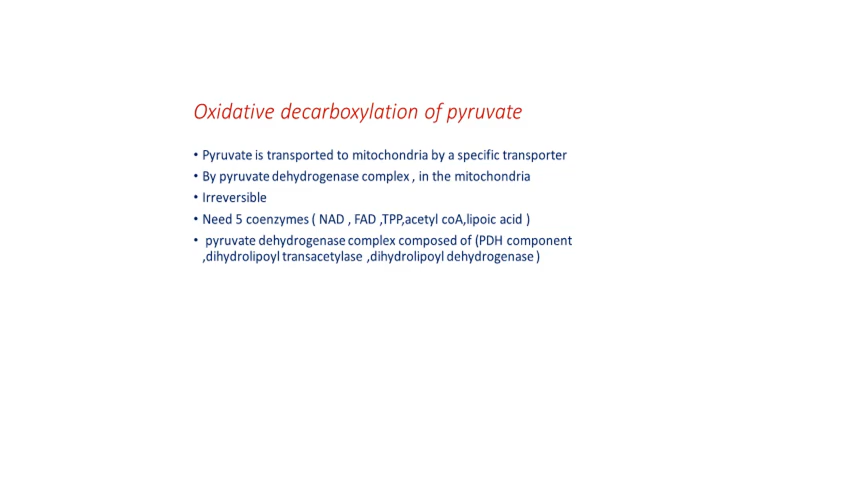 Oxidative decarboxylation of pyruvate
• Pyruvate is transported to mitochondria by a specific transporter
• By pyruvate dehydrogenase complex , in the mitochondria
• Irreversible
• Need 5 coenzymes ( NAD , FAD ,TPP,acetyl coA,lipoic acid )
• pyruvate dehydrogenase complex composed of (PDH component
,dihydrolipoyl transacetylase ,dihydrolipoyl dehydrogenase )